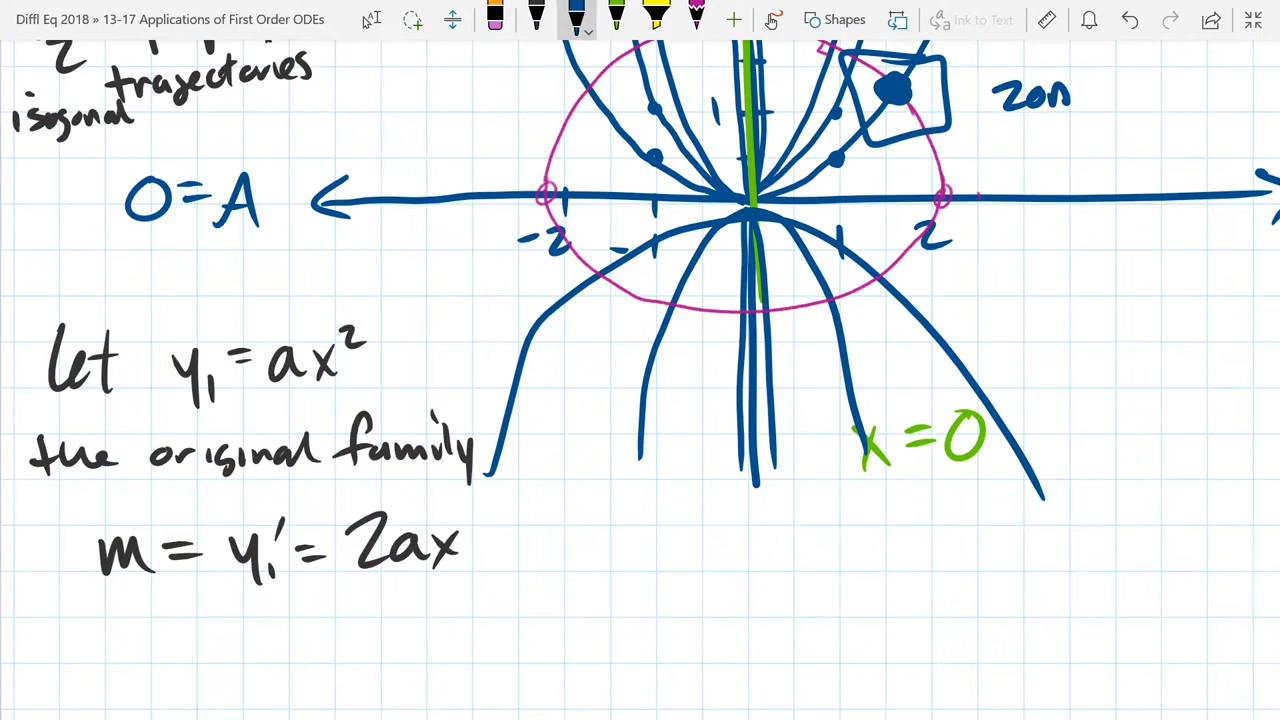 Diffl Eq 2018 » 13-17 Applications of First Order ODEs
Shapes
Ink to Text
trajectories
isogonal
zon
1
0 = A
-2
-
1
2
Let y₁ = ax²
the original family
x = 0
m = y₁' = 2ax